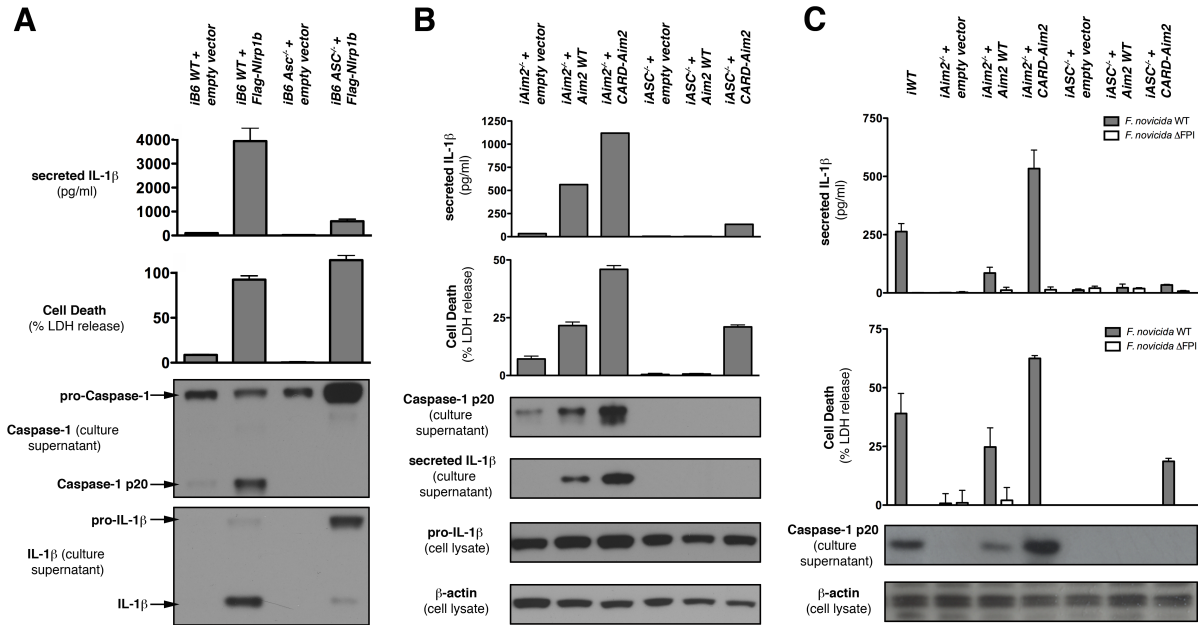 A
iB6 WT +
empty vector
iB6 WT +
Flag-Nlrp1b
iB6 Asc-/- +
empty vector
iB6 ASC-/- +
Flag-Nlrp1b
secreted IL-1β
(pg/ml)
4000
3000
2000
1000
0
Cell Death
(% LDH release)
100
50
0
pro-Caspase-1
Caspase-1 (culture
supernatant)
Caspase-1 p20
pro-IL-1β
IL-1β (culture
supernatant)
IL-1β
B
iAim2-/- +
empty vector
iAim2-/- +
Aim2 WT
iAim2-/- +
CARD-Aim2
iASC-/- +
empty vector
iASC-/- +
Aim2 WT
iASC-/- +
CARD-Aim2
secreted IL-1β
(pg/ml)
1250
1000
750
500
250
0
Cell Death
(% LDH release)
50
25
0
Caspase-1 p20
(culture
supernatant)
secreted IL-1β
(culture
supernatant)
pro-IL-1β
(cell lysate)
β-actin
(cell lysate)
C
iWT
iAim2-/- +
empty vector
iAim2-/- +
Aim2 WT
iAim2-/- +
CARD-Aim2
iASC-/- +
empty vector
iASC-/- +
Aim2 WT
iASC-/- +
CARD-Aim2
F. novicida WT
F. novicida ΔFPI
secreted IL-1β
(pg/ml)
750
500
250
0
F. novicida WT
F. novicida ΔFPI
Cell Death
(% LDH release)
75
50
25
0
Caspase-1 p20
(culture
supernatant)
β-actin
(cell lysate)